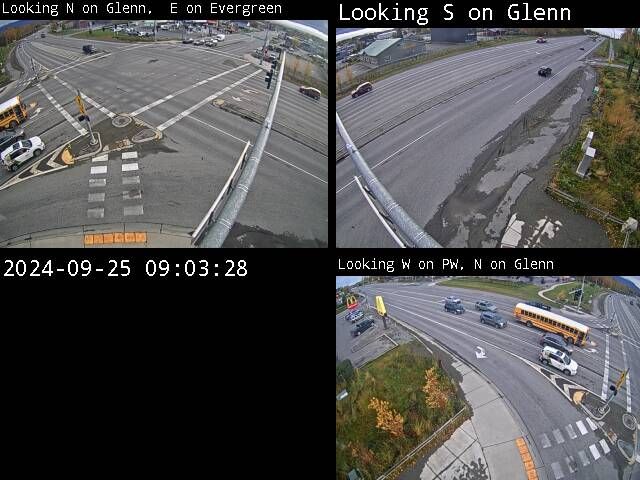 Looking N on Glenn,  E on Evergreen
Looking S on Glenn
2024-09-25 09:03:28
Looking W on PW, N on Glenn